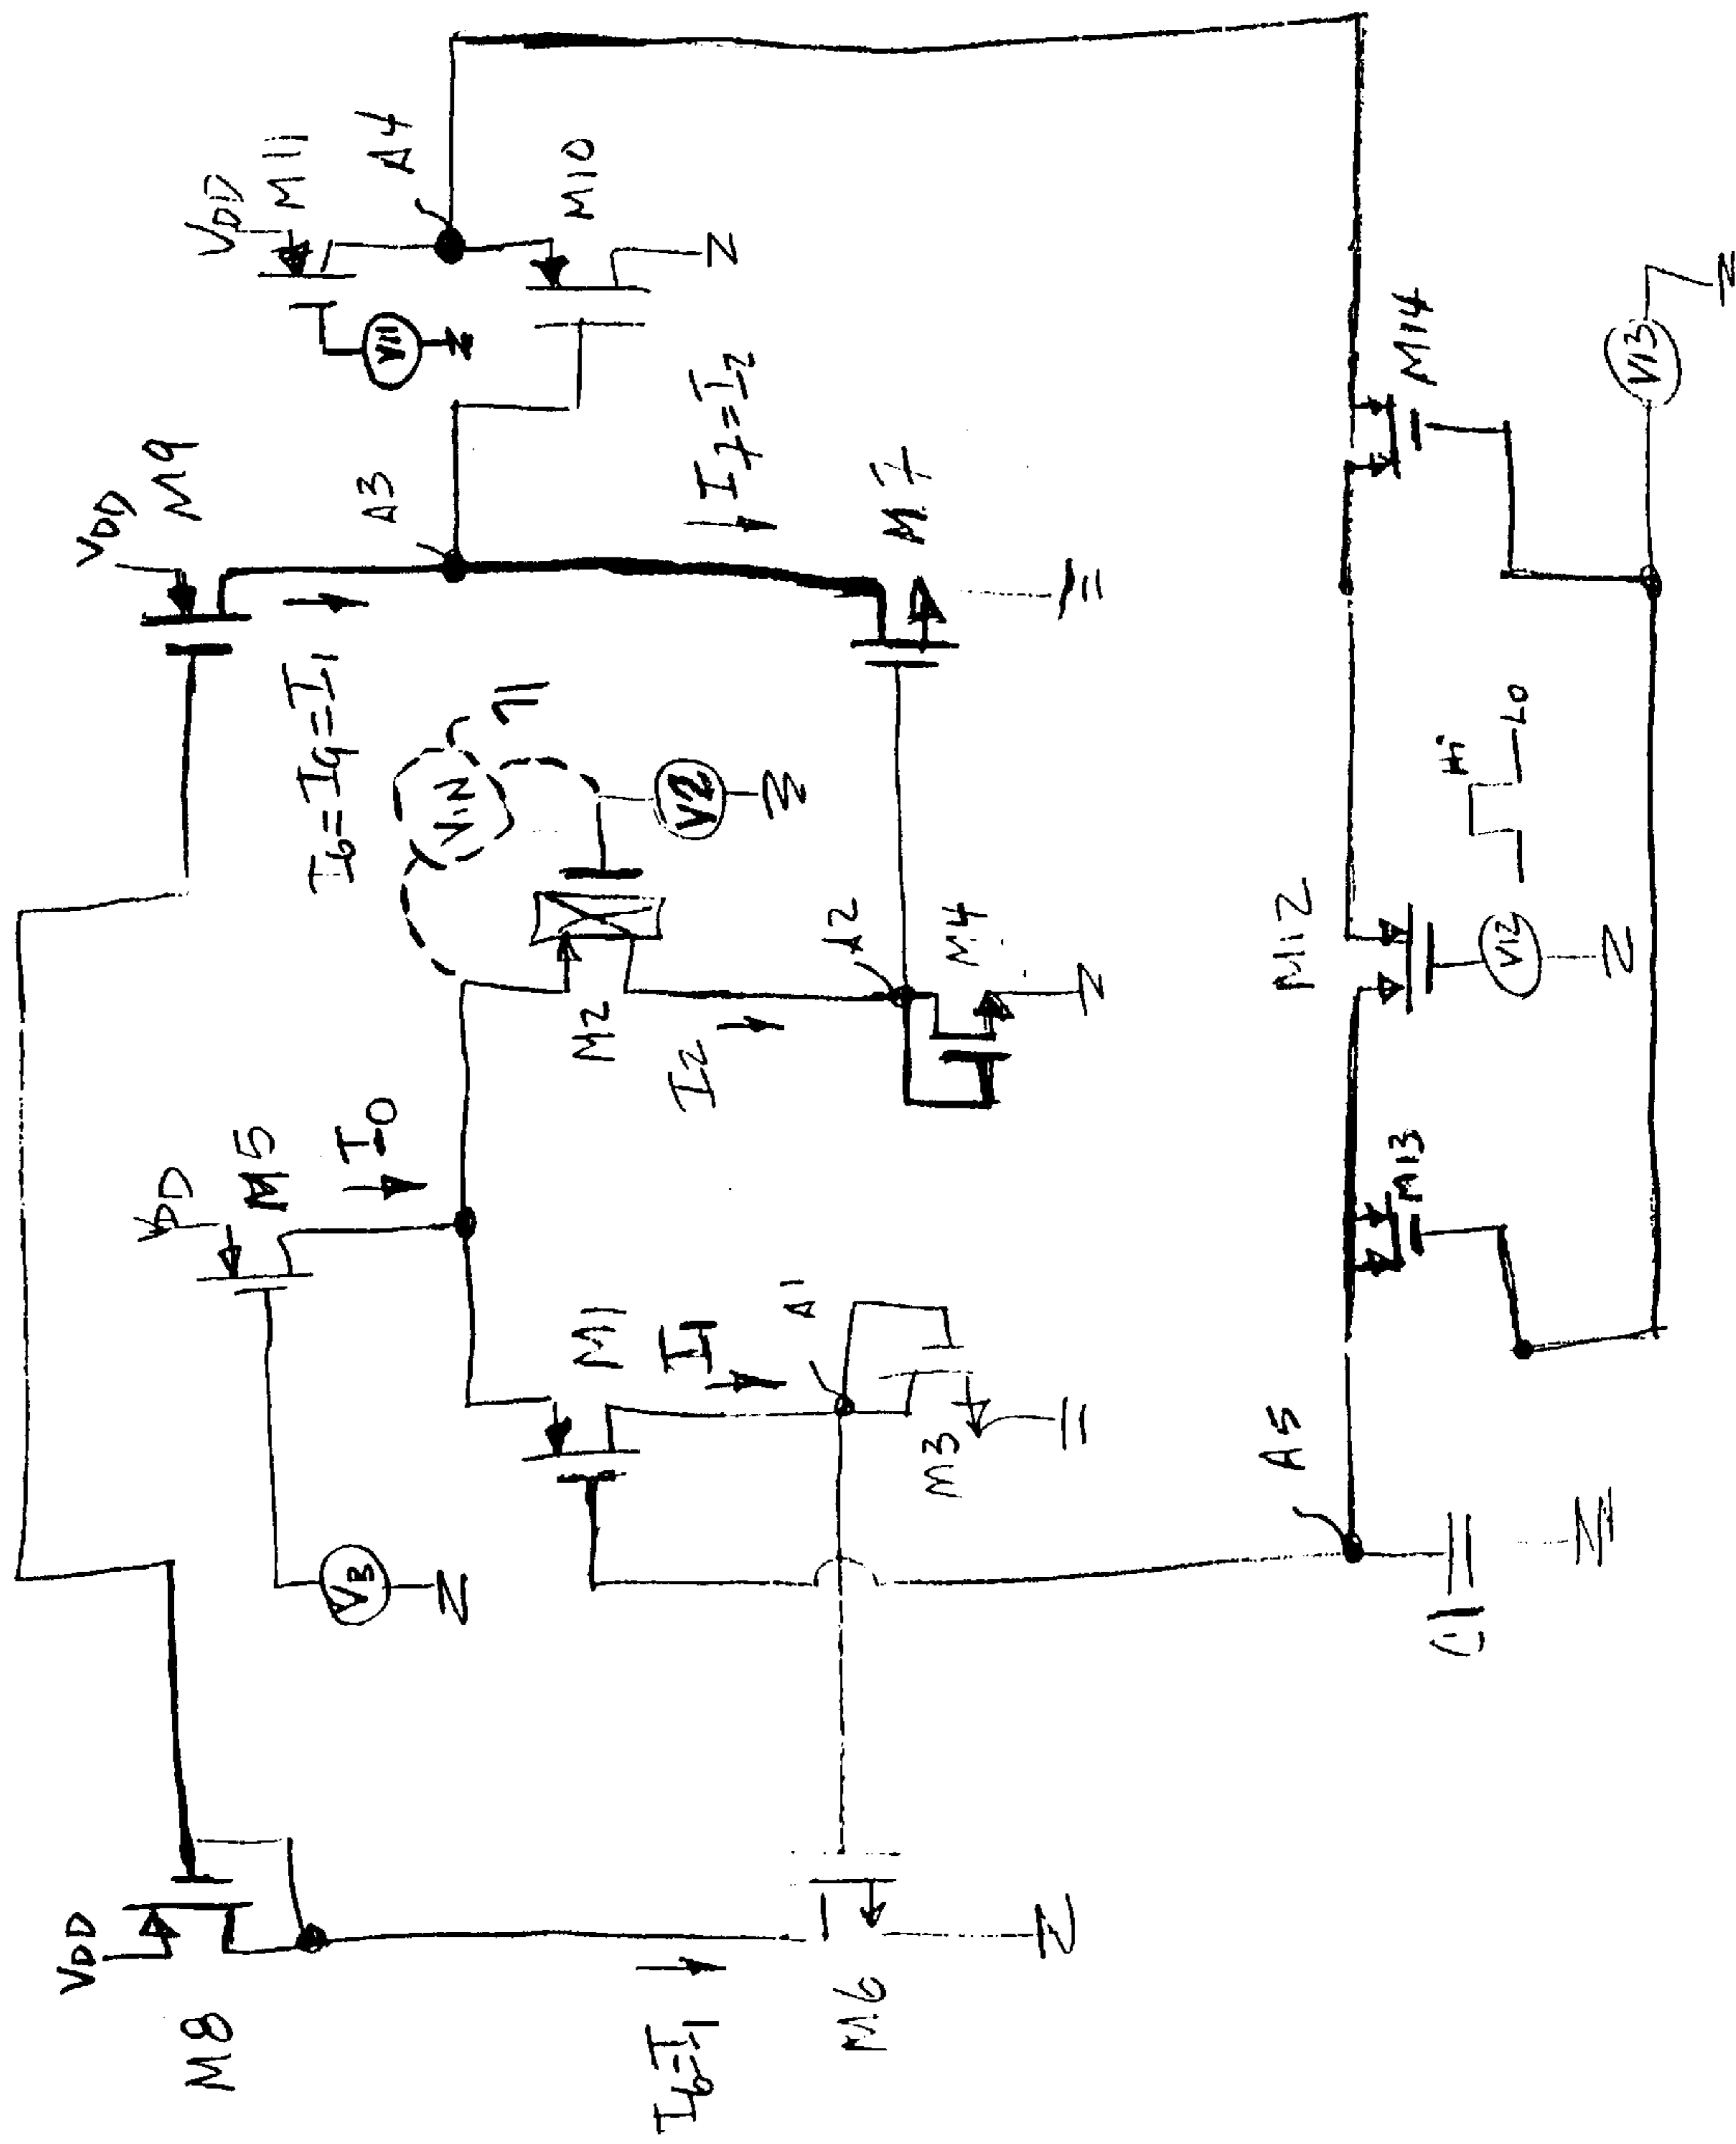 VDD
M8
I6=I1
M6
VB
VDD
M5
I0
M1
I1
A1
M3
A5
C1
M13
VDD
M9
I6=I9=I1
A3
VIN
11
V2
M2
I2
A2
M4
I7=I2
M7
VDD
M11
V11
A4
M10
M12
V12
Hi
LO
M14
V13